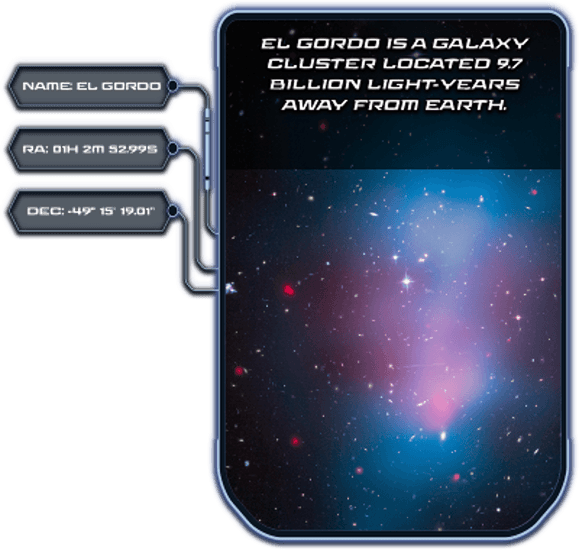 EL GORDO IS A GALAXY
CLUSTER LOCATED 9.7
BILLION LIGHT-YEARS
AWAY FROM EARTH.
NAME: EL GORDO
RA: 01H 2M 52.99S
DEC: -49° 15' 19.01"